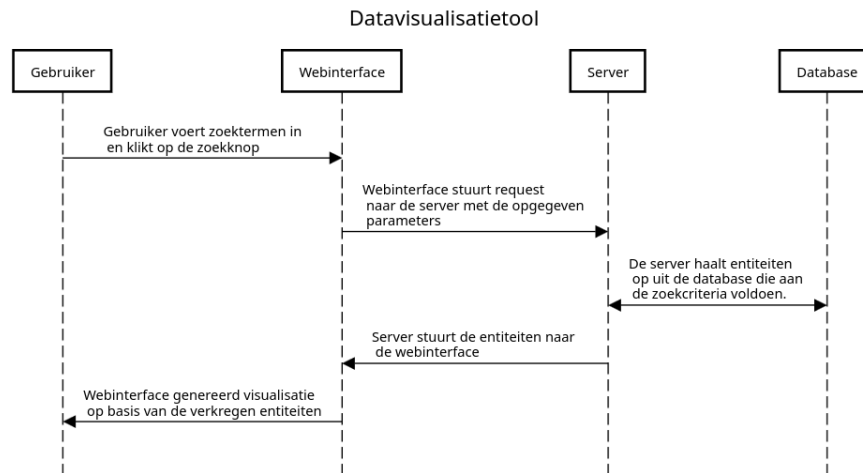 Datavisualisatietool
Gebruiker
Webinterface
Server
Database
Gebruiker voert zoektermen in
en klikt op de zoekknop
Webinterface stuurt request
naar de server met de opgegeven
parameters
De server haalt entiteiten
op uit de database die aan
de zoekcriteria voldoen.
Server stuurt de entiteiten naar
de webinterface
Webinterface genereerd visualisatie
op basis van de verkregen entiteiten